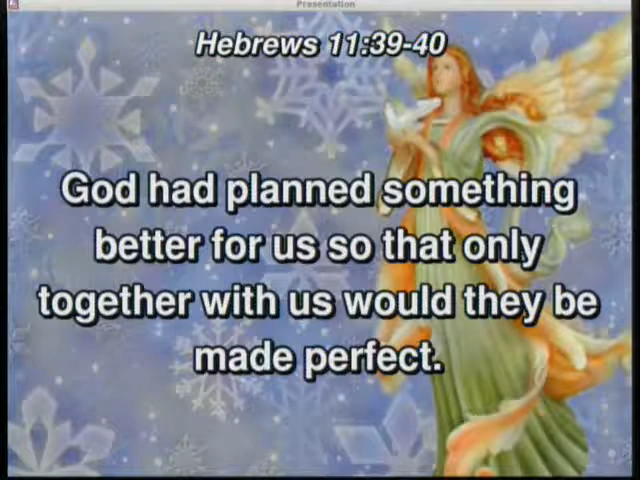 Presentation
Hebrews 11:39-40
God had planned something
better for us so that only
together with us would they be
made perfect.